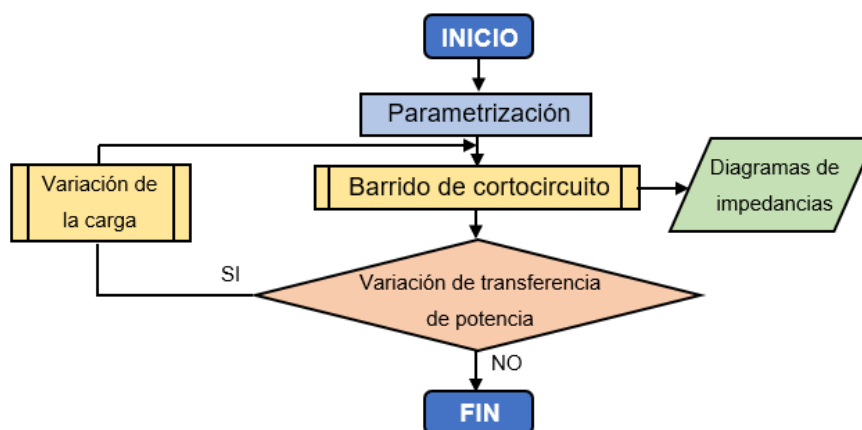 INICIO
Parametrización
Variación de
la carga
Barrido de cortocircuito
Diagramas de
impedancias
SI
Variación de transferencia
de potencia
NO
FIN